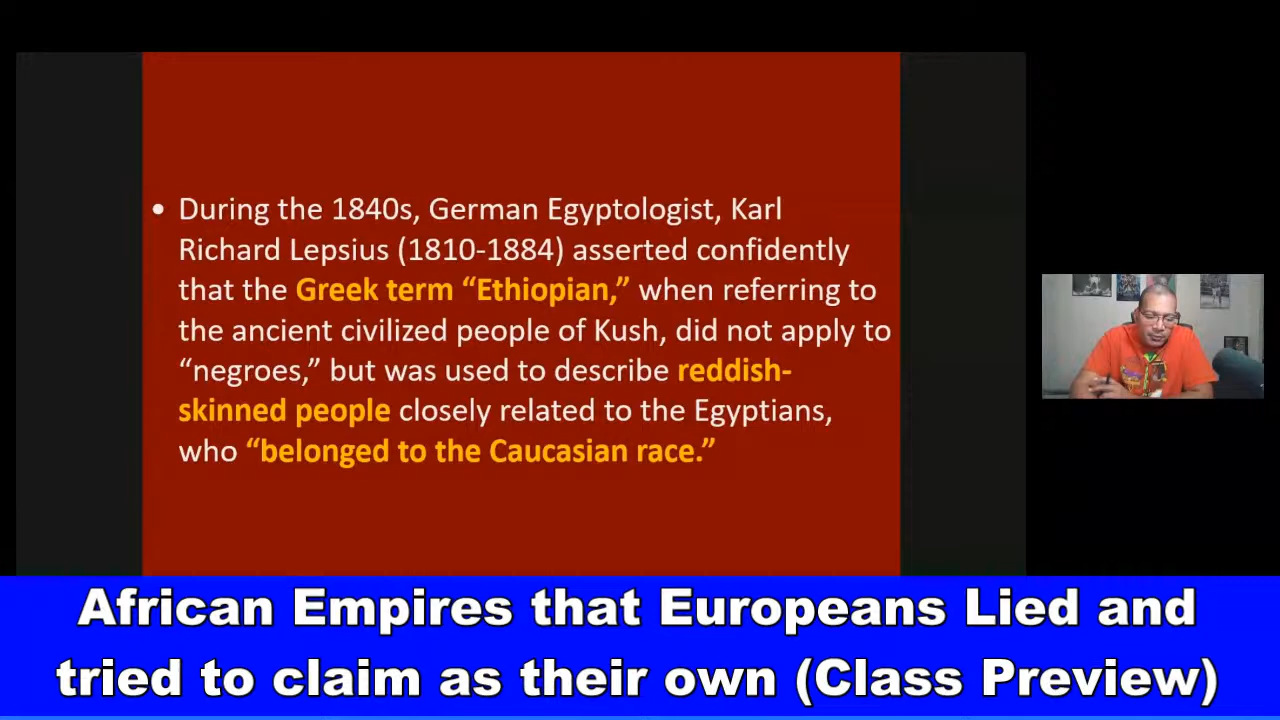 • During the 1840s, German Egyptologist, Karl
Richard Lepsius (1810-1884) asserted confidently
that the Greek term “Ethiopian,” when referring to
the ancient civilized people of Kush, did not apply to
“negroes,” but was used to describe reddish-
skinned people closely related to the Egyptians,
who “belonged to the Caucasian race.”
African Empires that Europeans Lied and
tried to claim as their own (Class Preview)